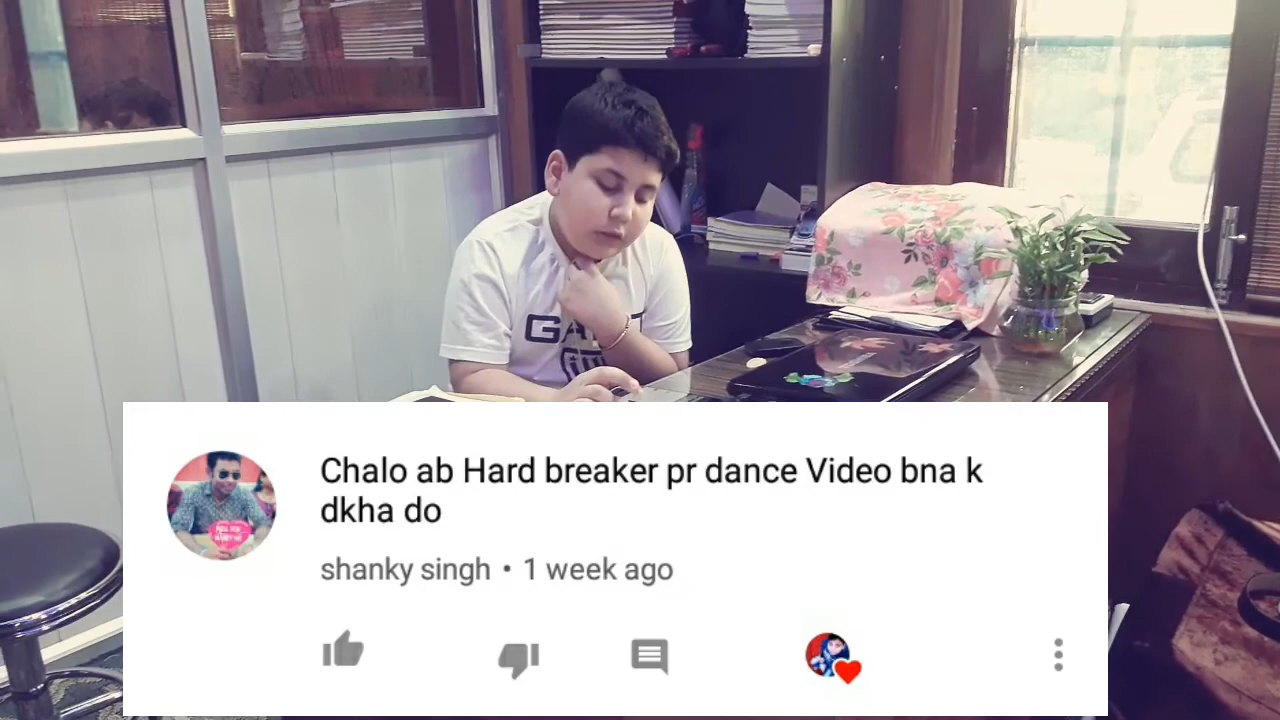 Chalo ab Hard breaker pr dance Video bna k
dkha do
shanky singh • 1 week ago